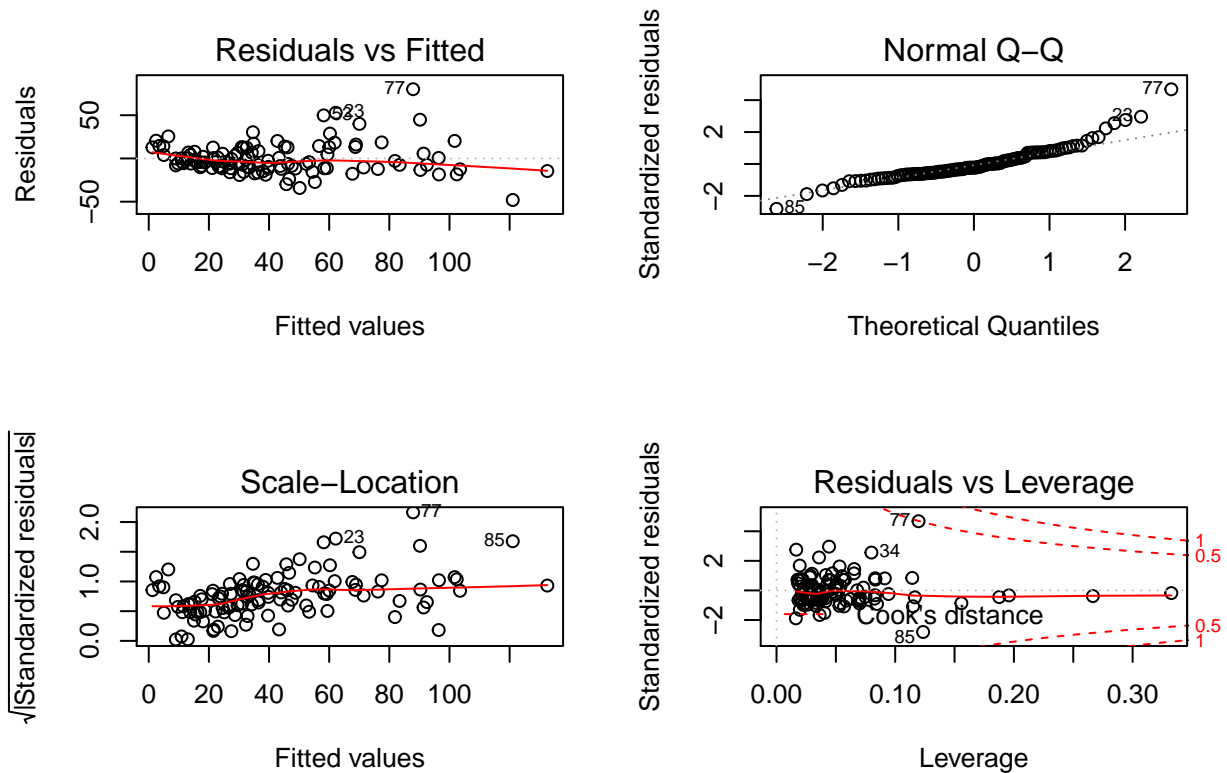 Residuals vs Fitted
Residuals
50
−50
77
23
0 20 40 60 80 100
Fitted values
Normal Q−Q
Standardized residuals
2
−2
77
23
85
−2 −1 0 1 2
Theoretical Quantiles
Scale−Location
√|Standardized residuals|
2.0
1.0
0.0
77
23
85
0 20 40 60 80 100
Fitted values
Residuals vs Leverage
Standardized residuals
2
−2
77
34
85
Cook's distance
1
0.5
0.5
1
0.00 0.10 0.20 0.30
Leverage